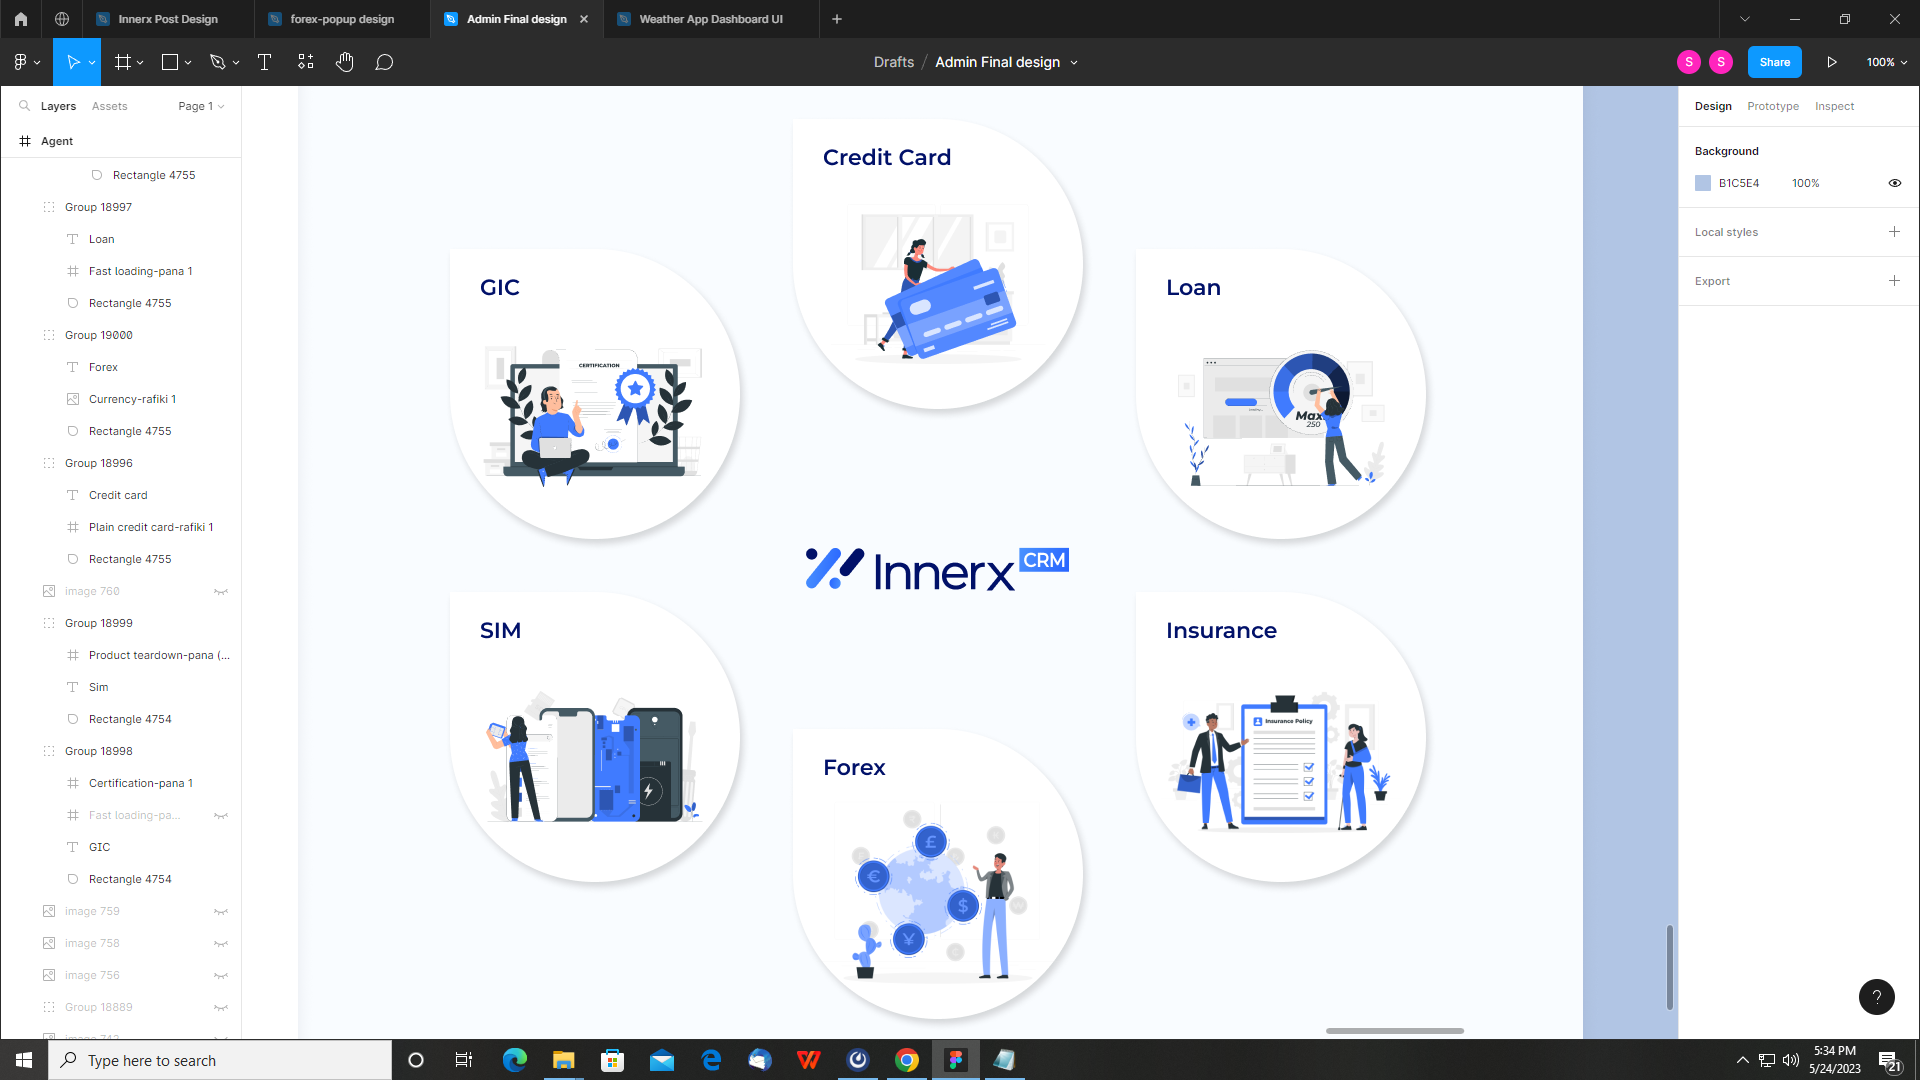 Innerx Post Design
forex-popup design
Admin Final design
Weather App Dashboard UI
Drafts / Admin Final design
S
S
Share
100%
Layers
Assets
Page 1
Agent
Rectangle 4755
Group 18997
Loan
Fast loading-pana 1
Rectangle 4755
Group 19000
Forex
Currency-rafiki 1
Rectangle 4755
Group 18996
Credit card
Plain credit card-rafiki 1
Rectangle 4755
image 760
Group 18999
Product teardown-pana (...
Sim
Rectangle 4754
Group 18998
Certification-pana 1
Fast loading-pa...
GIC
Rectangle 4754
image 759
image 758
image 756
Group 18889
Credit Card
GIC
CERTIFICATION
Loan
Max
250
Innerx CRM
SIM
Insurance
Insurance Policy
Forex
£
€
$
¥
Design
Prototype
Inspect
Background
B1C5E4
100%
Local styles
Export
?
Type here to search
5:34 PM
5/24/2023
21